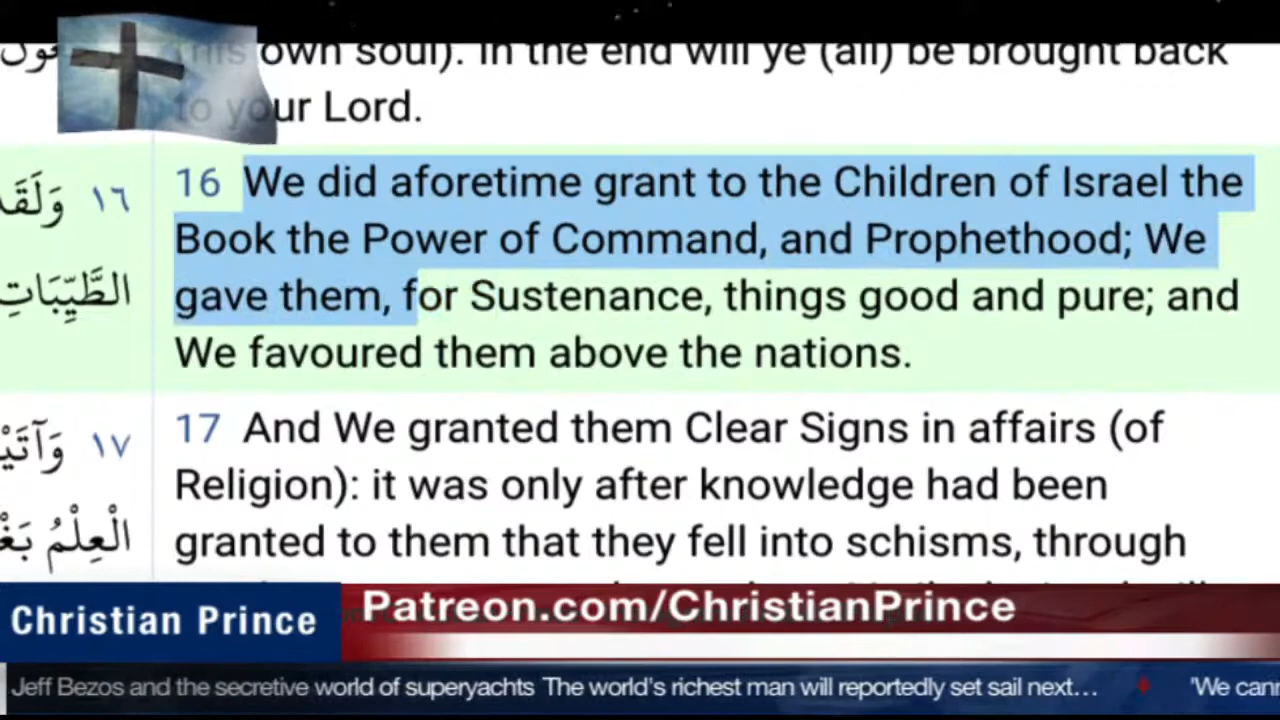 his own soul). In the end will ye (all) be brought back
to your Lord.
16 We did aforetime grant to the Children of Israel the
Book the Power of Command, and Prophethood; We
gave them, for Sustenance, things good and pure; and
We favoured them above the nations.
١٦ وَلَقَدْ
الطَّيِّبَاتِ
17 And We granted them Clear Signs in affairs (of
Religion): it was only after knowledge had been
granted to them that they fell into schisms, through
١٧ وَآتَيْ
الْعِلْمُ بَغْ
Christian Prince
Patreon.com/ChristianPrince
Jeff Bezos and the secretive world of superyachts The world's richest man will reportedly set sail next... 'We cann